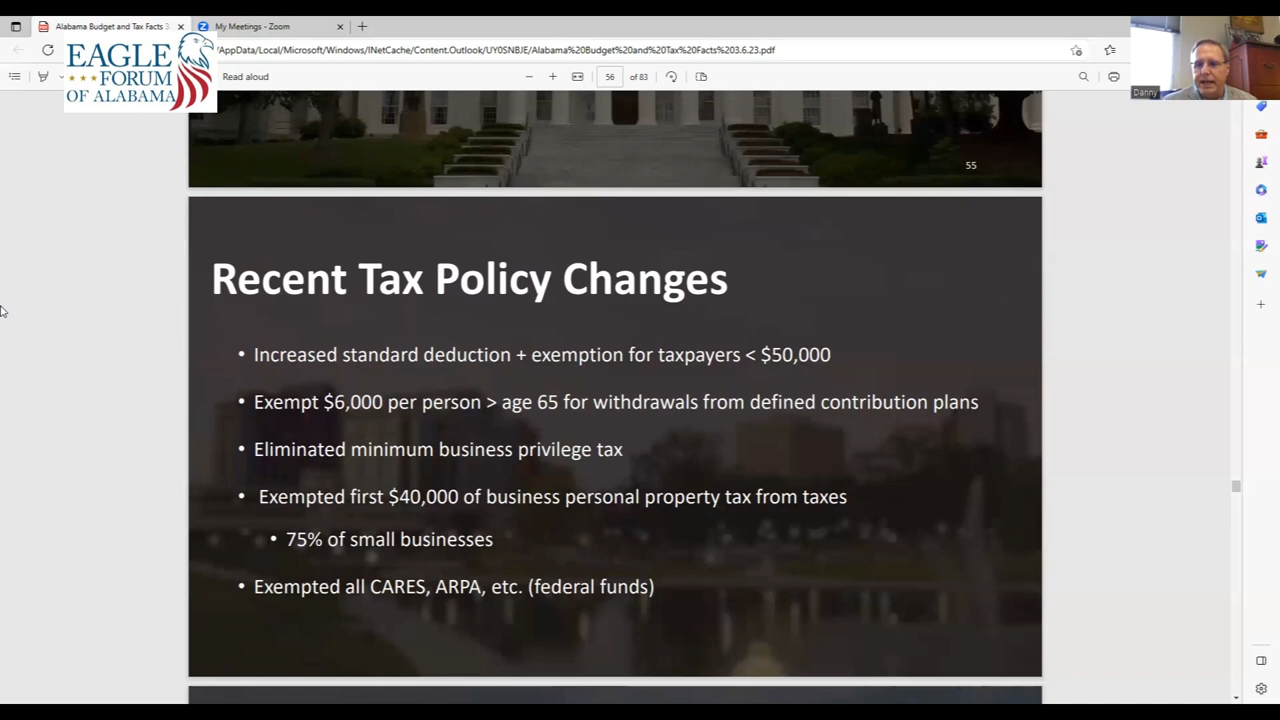 Alabama Budget and Tax Facts 3
My Meetings - Zoom
/AppData/Local/Microsoft/Windows/INetCache/Content.Outlook/UY0SNBJE/Alabama%20Budget%20and%20Tax%20Facts%203.6.23.pdf
EAGLE
FORUM
OF ALABAMA
Read aloud
56 of 83
Danny
55
Recent Tax Policy Changes
• Increased standard deduction + exemption for taxpayers < $50,000
• Exempt $6,000 per person > age 65 for withdrawals from defined contribution plans
• Eliminated minimum business privilege tax
• Exempted first $40,000 of business personal property tax from taxes
• 75% of small businesses
• Exempted all CARES, ARPA, etc. (federal funds)